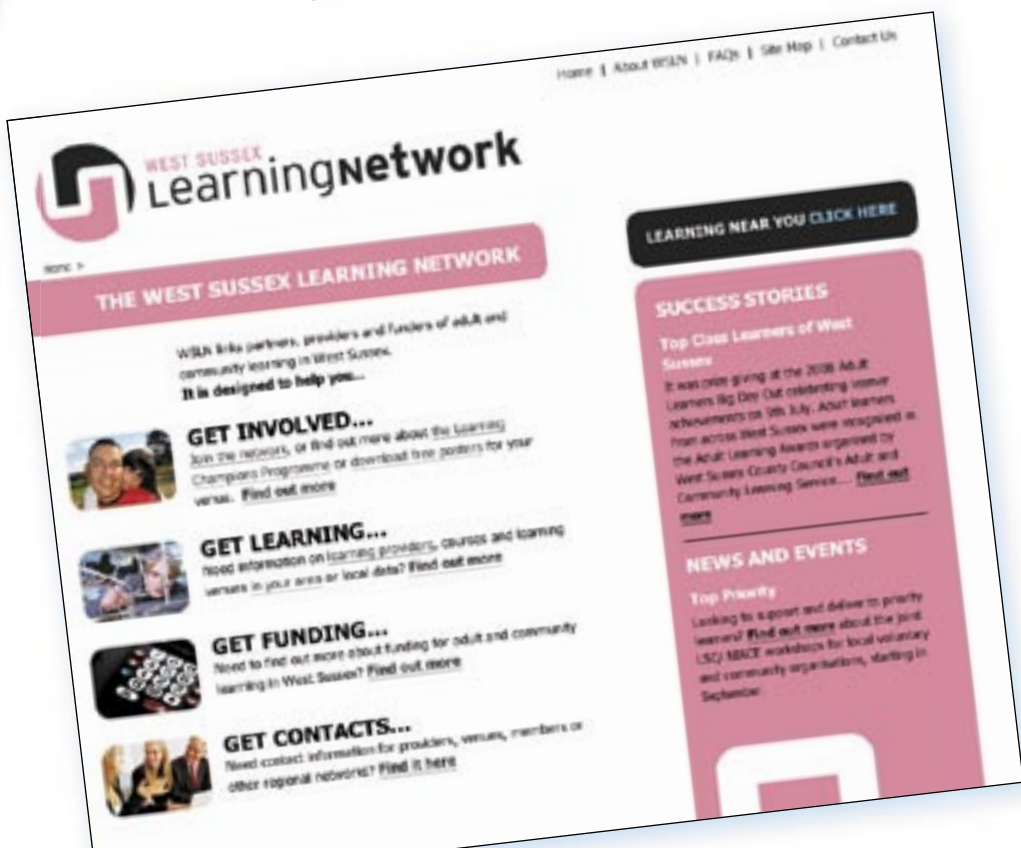 Home | About WSLN | FAQs | Site Map | Contact Us
WEST SUSSEX
LearningNetwork
Home >
THE WEST SUSSEX LEARNING NETWORK
WSLN links partners, providers and funders of adult and
community learning in West Sussex.
It is designed to help you...
GET INVOLVED...
Join the network, or find out more about the Learning
Champions Programme or download free posters for your
venue. Find out more
GET LEARNING...
Need information on learning providers, courses and learning
venues in your area or local data? Find out more
GET FUNDING...
Need to find out more about funding for adult and community
learning in West Sussex? Find out more
GET CONTACTS...
Need contact information for providers, venues, members or
other regional networks? Find it here
LEARNING NEAR YOU CLICK HERE
SUCCESS STORIES
Top Class Learners of West
Sussex
It was prize giving at the 2008 Adult
Learners Big Day Out celebrating learner
achievements on 9th July. Adult learners
from across West Sussex were recognised at
the Adult Learning Awards organised by
West Sussex County Council's Adult and
Community Learning Service.... Find out
more
NEWS AND EVENTS
Top Priority
Looking to support and deliver to priority
learners? Find out more about the joint
LSC/ NIACE workshops for local voluntary
and community organisations, starting in
September.